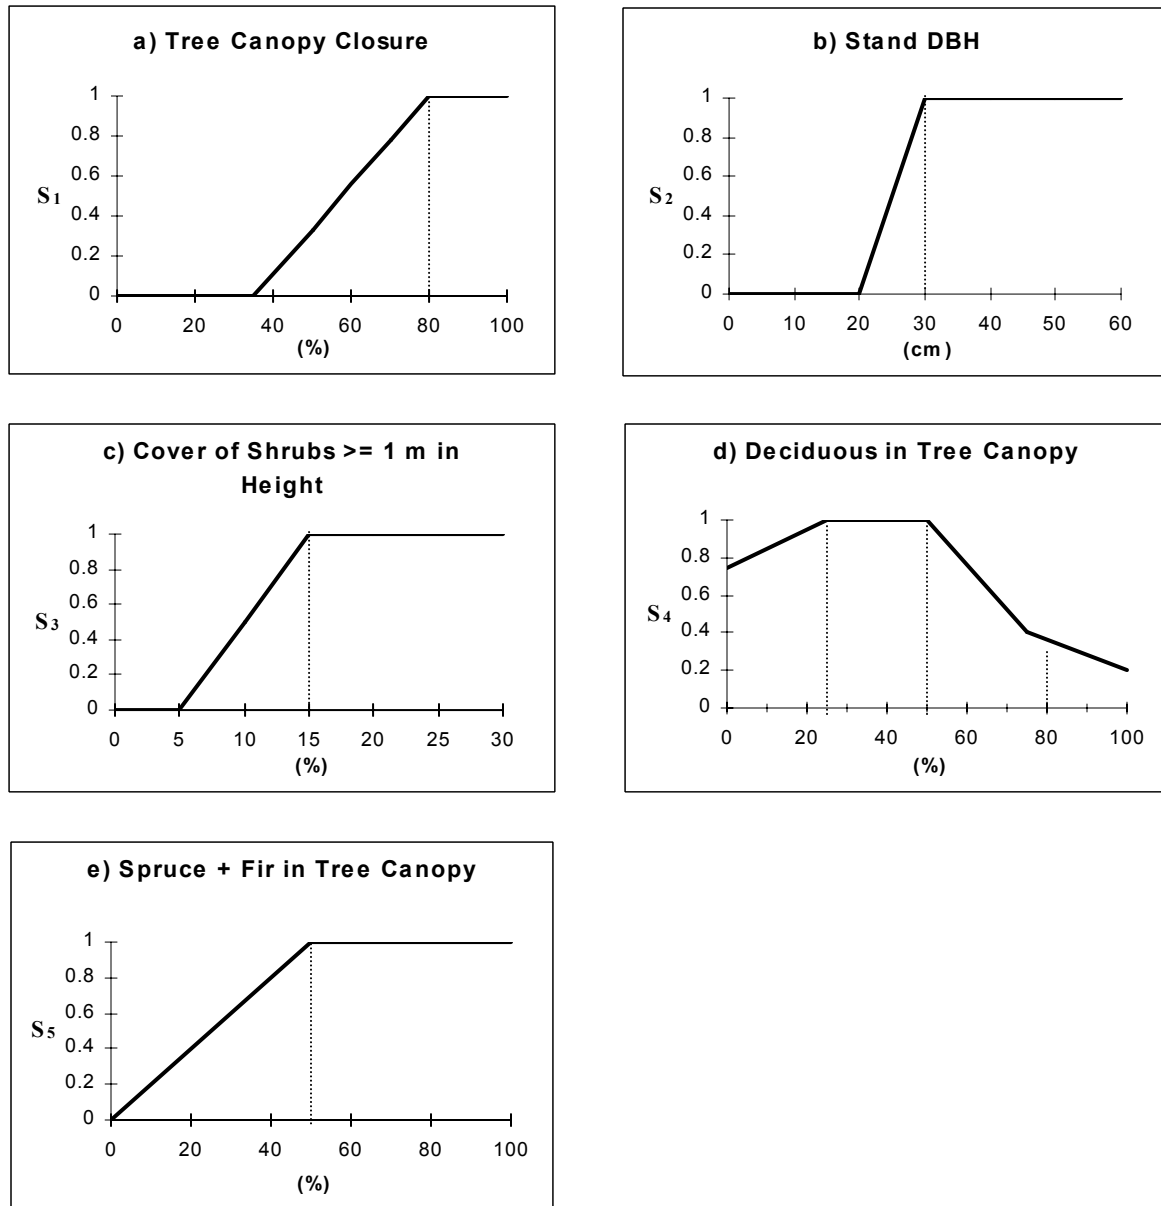 a) Tree Canopy Closure
1
0.8
0.6
S1
0.4
0.2
0
0 20 40 60 80 100
(%)
b) Stand DBH
1
0.8
0.6
S2
0.4
0.2
0
0 10 20 30 40 50 60
(cm)
c) Cover of Shrubs >= 1 m in
Height
1
0.8
0.6
S3
0.4
0.2
0
0 5 10 15 20 25 30
(%)
d) Deciduous in Tree Canopy
1
0.8
0.6
S4
0.4
0.2
0
0 20 40 60 80 100
(%)
e) Spruce + Fir in Tree Canopy
1
0.8
0.6
S5
0.4
0.2
0
0 20 40 60 80 100
(%)